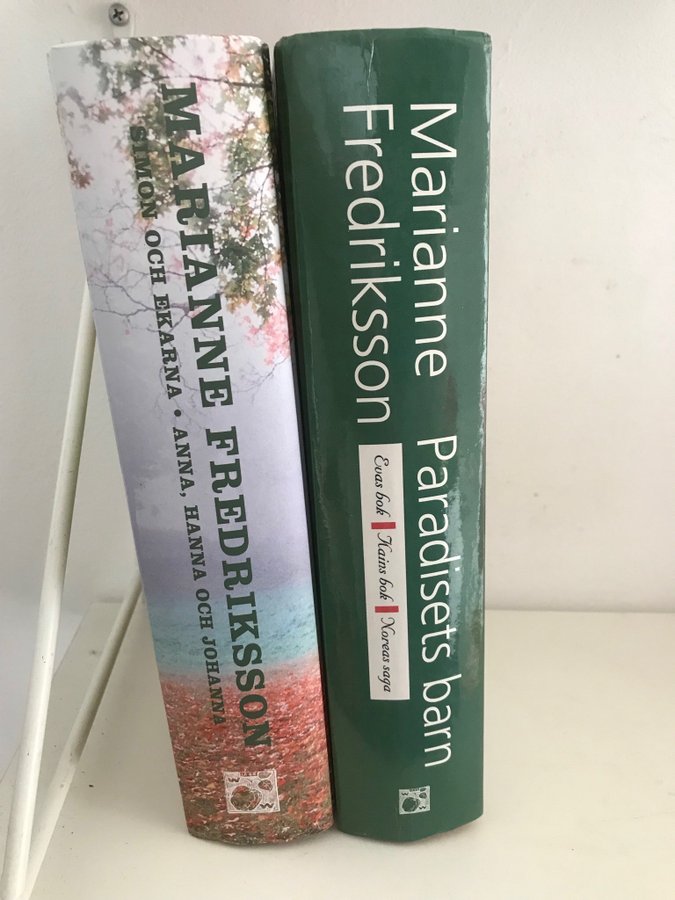 MARIANNE FREDRIKSSON
SIMON OCH EKARNA • ANNA, HANNA OCH JOHANNA
Marianne
Fredriksson
Paradisets barn
Evas bok | Kains bok | Noreas saga